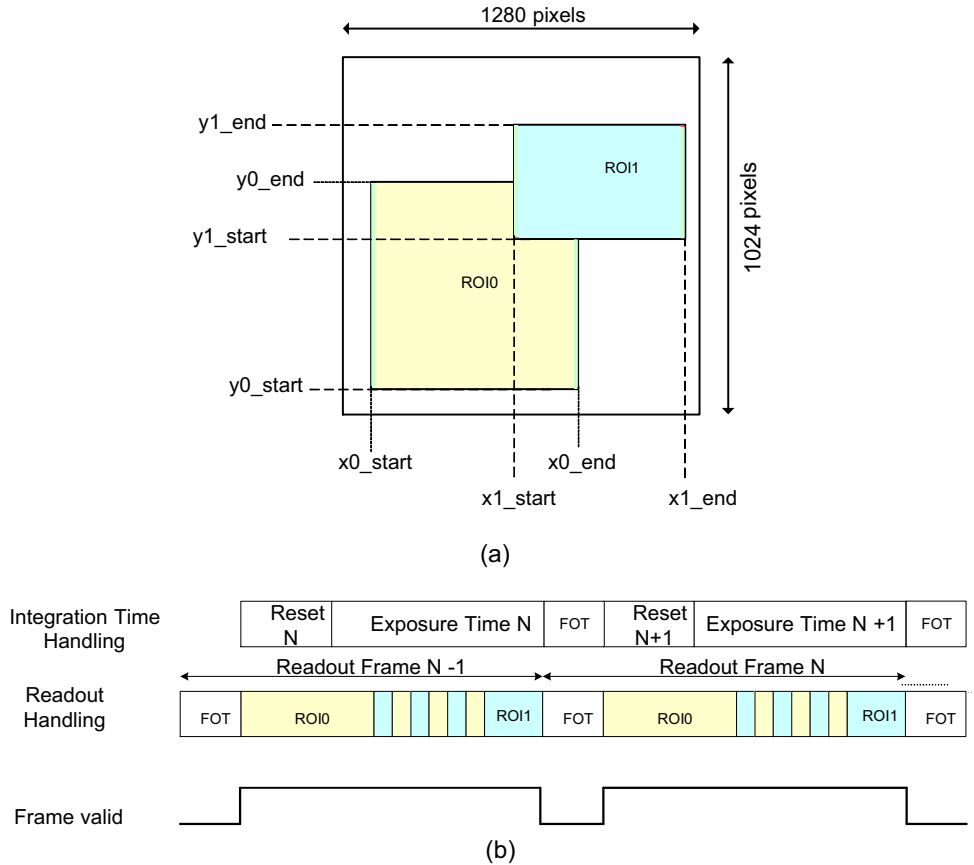 1280 pixels
y1_end
ROI1
y0_end
1024 pixels
y1_start
ROI0
y0_start
x0_start
x0_end
x1_start
x1_end
(a)
Integration Time
Handling
Reset
N
Exposure Time N
FOT
Reset
N+1
Exposure Time N +1
FOT
Readout Frame N -1
Readout Frame N
Readout
Handling
FOT
ROI0
ROI1
FOT
ROI0
ROI1
FOT
Frame valid
(b)